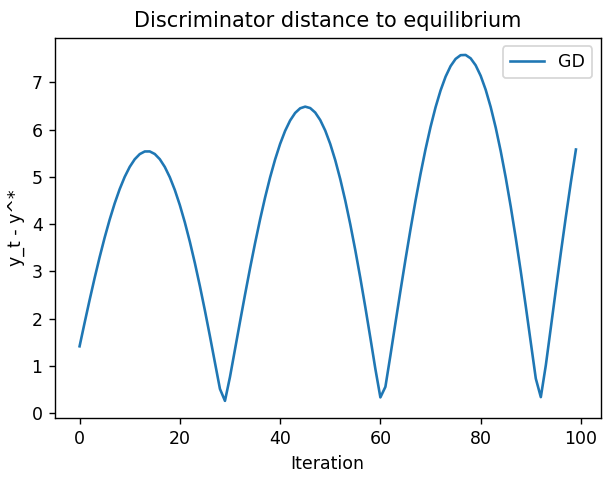 Discriminator distance to equilibrium
GD
y_t - y^*
7
6
5
4
3
2
1
0
0 20 40 60 80 100
Iteration